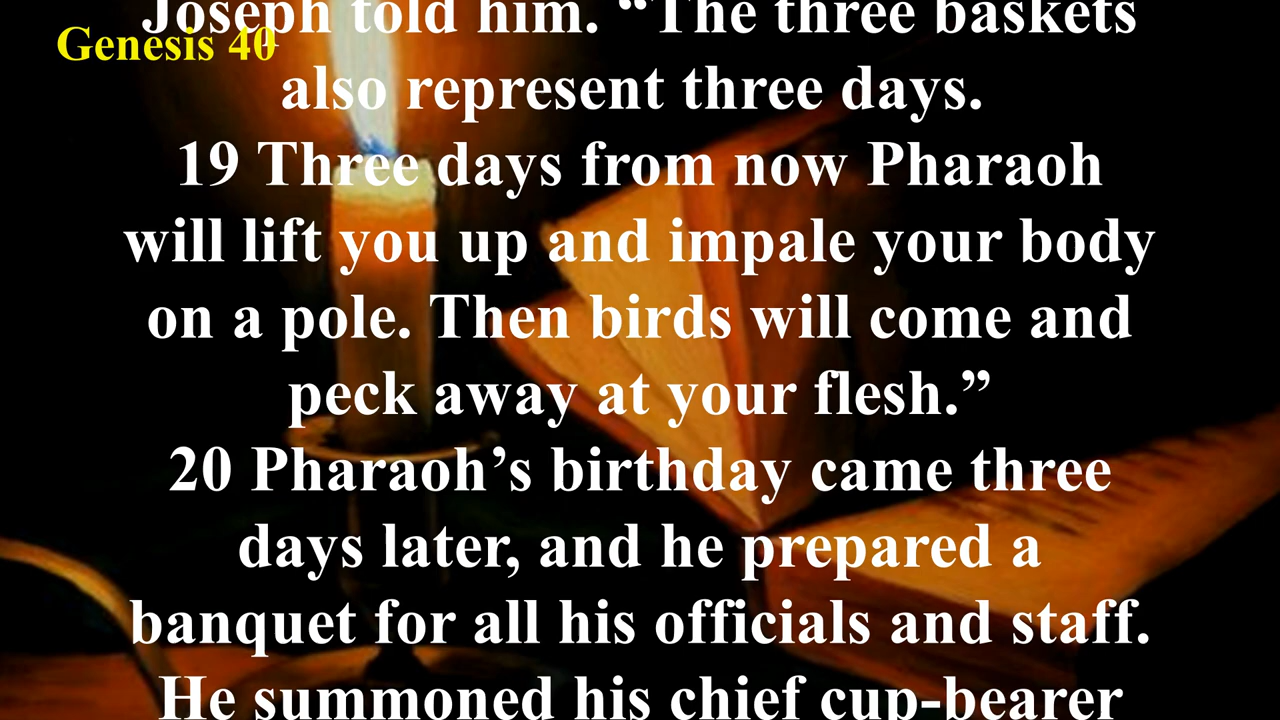 Joseph told him. “The three baskets
Genesis 40
also represent three days.
19 Three days from now Pharaoh
will lift you up and impale your body
on a pole. Then birds will come and
peck away at your flesh.”
20 Pharaoh’s birthday came three
days later, and he prepared a
banquet for all his officials and staff.
He summoned his chief cup-bearer